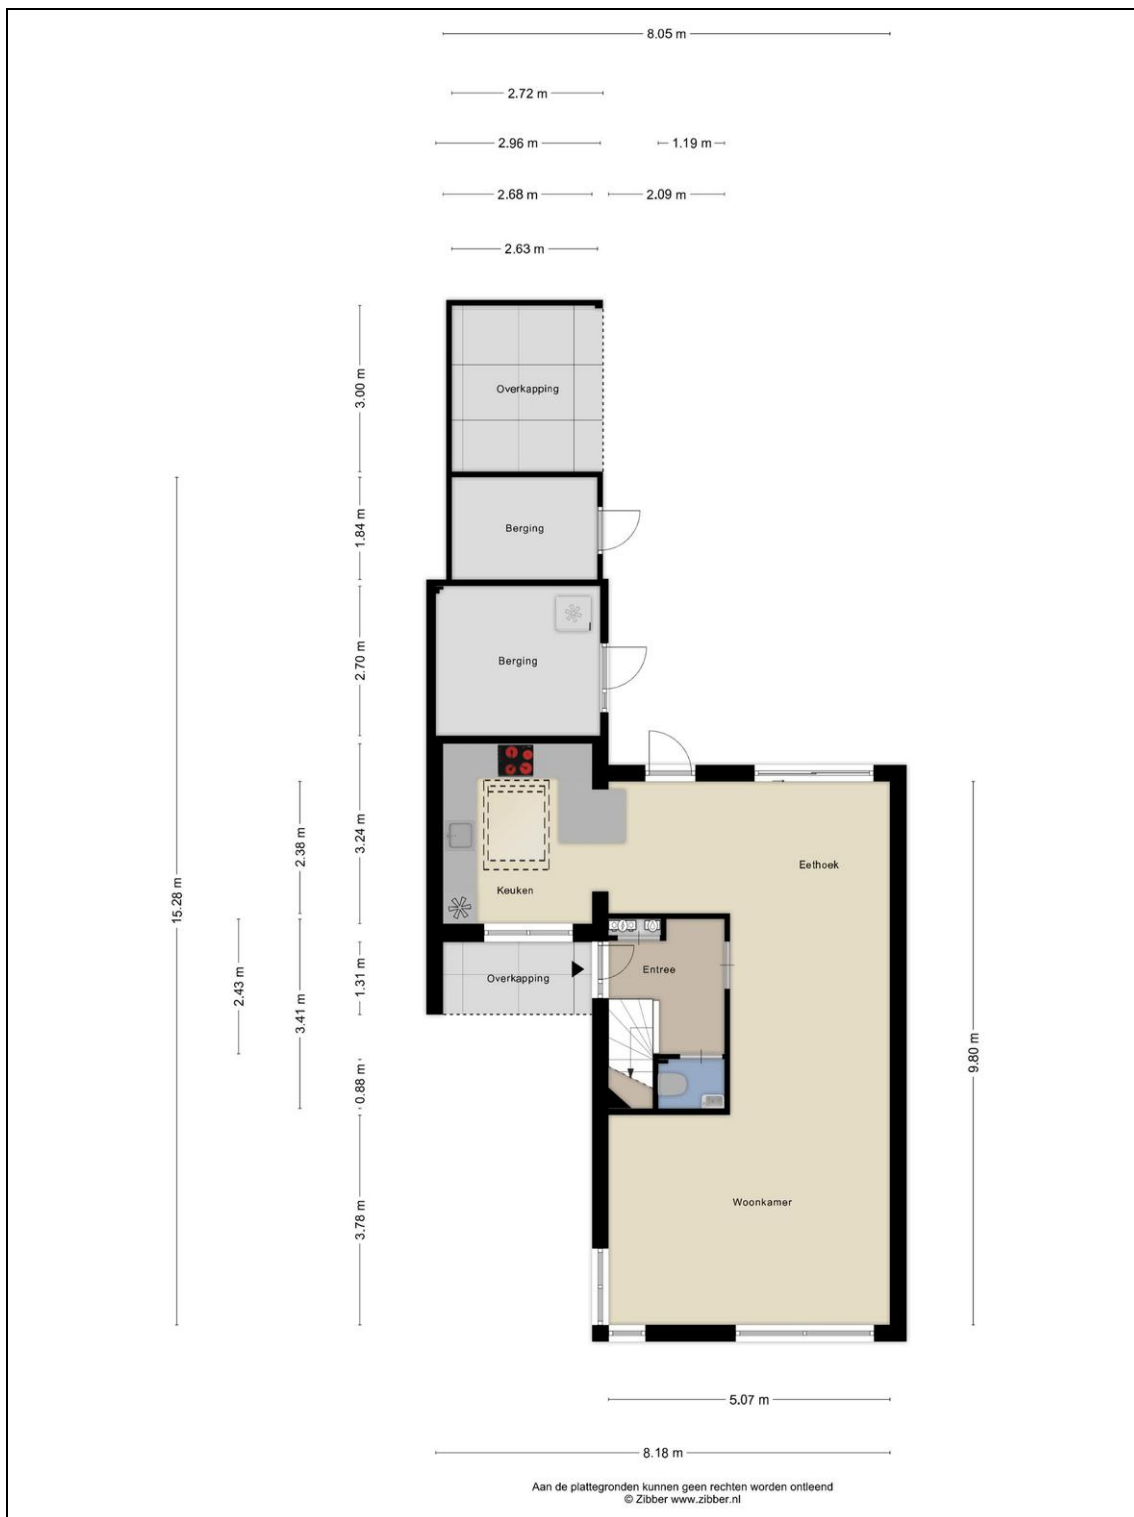 8.05 m
2.72 m
2.96 m
1.19 m
2.68 m
2.09 m
2.63 m
3.00 m
Overkapping
1.84 m
Berging
2.70 m
Berging
3.24 m
2.38 m
Eethoek
Keuken
15.28 m
Entree
Overkapping
1.31 m
2.43 m
3.41 m
9.80 m
0.88 m
Woonkamer
3.78 m
5.07 m
8.18 m
Aan de plattegronden kunnen geen rechten worden ontleend
© Zibber www.zibber.nl